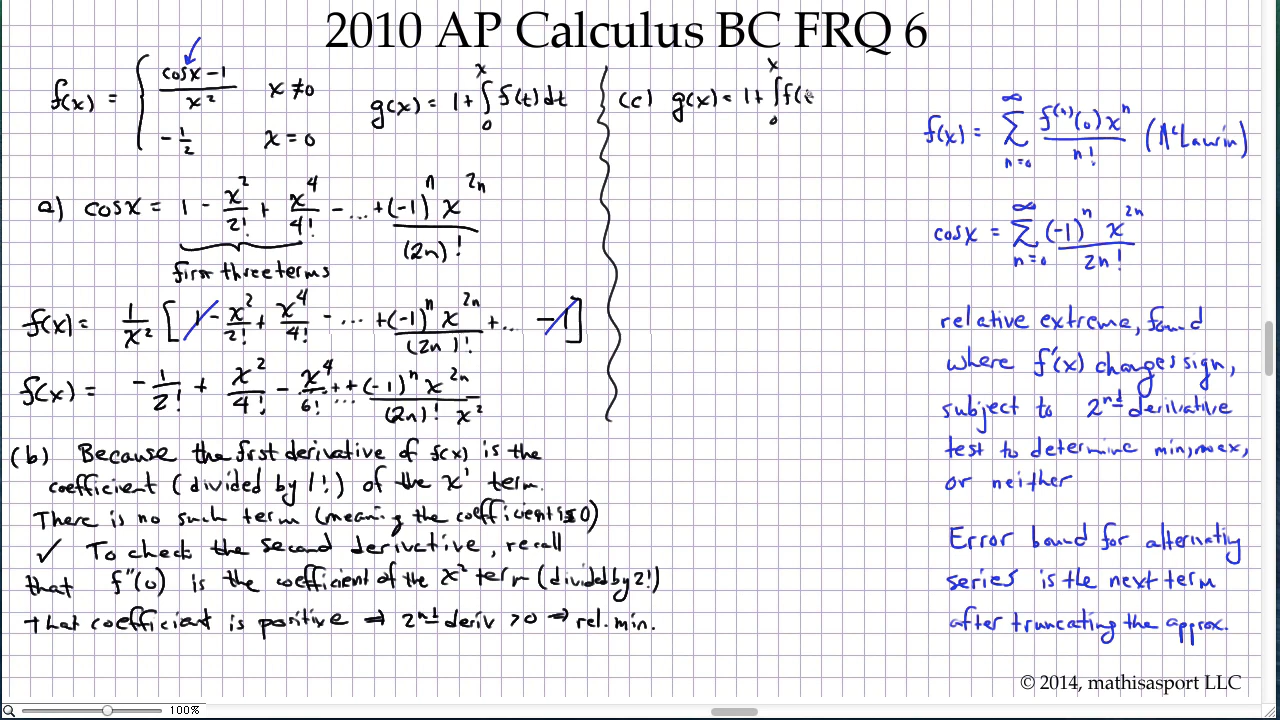 2010 AP Calculus BC FRQ 6
f(x) = { (cosx - 1)/x² x ≠ 0
-1/2 x = 0
g(x) = 1 + ∫₀ˣ f(t) dt
a) cosx = 1 - x²/2! + x⁴/4! - ... + (-1)ⁿ x²ⁿ/(2n)!
first three terms
f(x) = 1/x² [1 - x²/2! + x⁴/4! - ... + (-1)ⁿ x²ⁿ/(2n)! + ... - 1]
f(x) = -1/2! + x²/4! - x⁴/6! + ... + (-1)ⁿ x²ⁿ/(2n)! x²
(b) Because the first derivative of f(x) is the
coefficient (divided by 1!) of the x¹ term.
There is no such term (meaning the coefficient is 0)
✓ To check the second derivative, recall
that f''(0) is the coefficient of the x² term (divided by 2!)
that coefficient is positive ⇒ 2nd deriv > 0 ⇒ rel. min.
(c) g(x) = 1 + ∫₀ˣ f(t
f(x) = ∑ₙ₌₀^∞ f⁽ⁿ⁾(0) xⁿ/n! (McLaurin)
cosx = ∑ₙ₌₀^∞ (-1)ⁿ x²ⁿ/2n!
relative extreme, found
where f'(x) changes sign,
subject to 2nd derivative
test to determine min, max,
or neither
Error bound for alternating
series is the next term
after truncating the approx.
© 2014, mathisasport LLC
100%